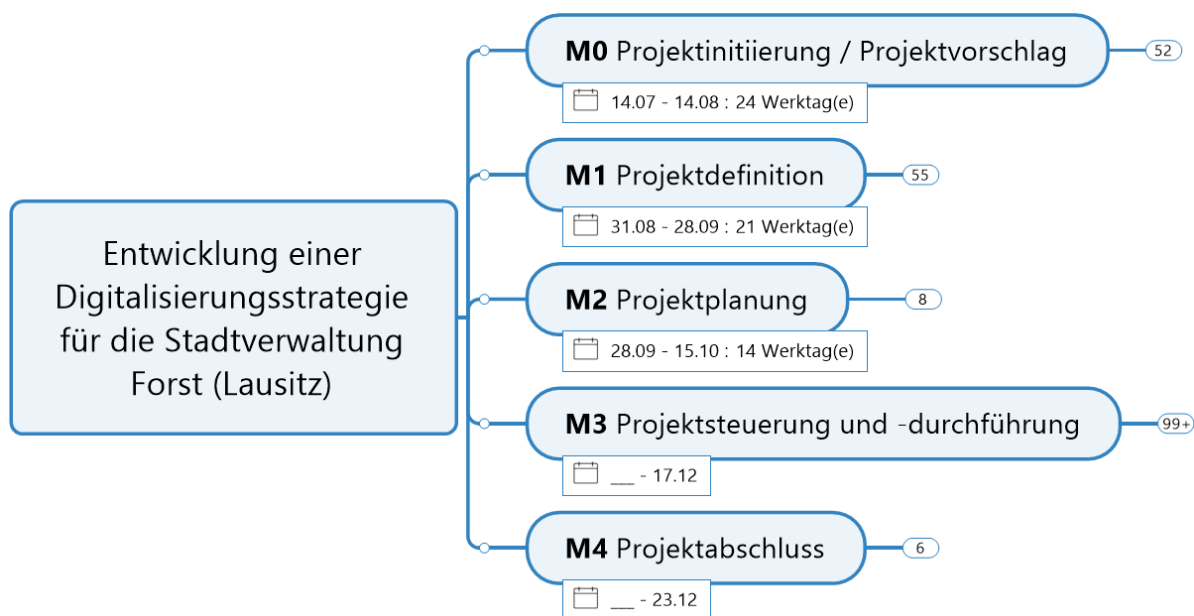 Entwicklung einer
Digitalisierungsstrategie
für die Stadtverwaltung
Forst (Lausitz)
M0 Projektinitiierung / Projektvorschlag
52
14.07 - 14.08 : 24 Werktag(e)
M1 Projektdefinition
55
31.08 - 28.09 : 21 Werktag(e)
M2 Projektplanung
8
28.09 - 15.10 : 14 Werktag(e)
M3 Projektsteuerung und -durchführung
99+
___ - 17.12
M4 Projektabschluss
6
___ - 23.12